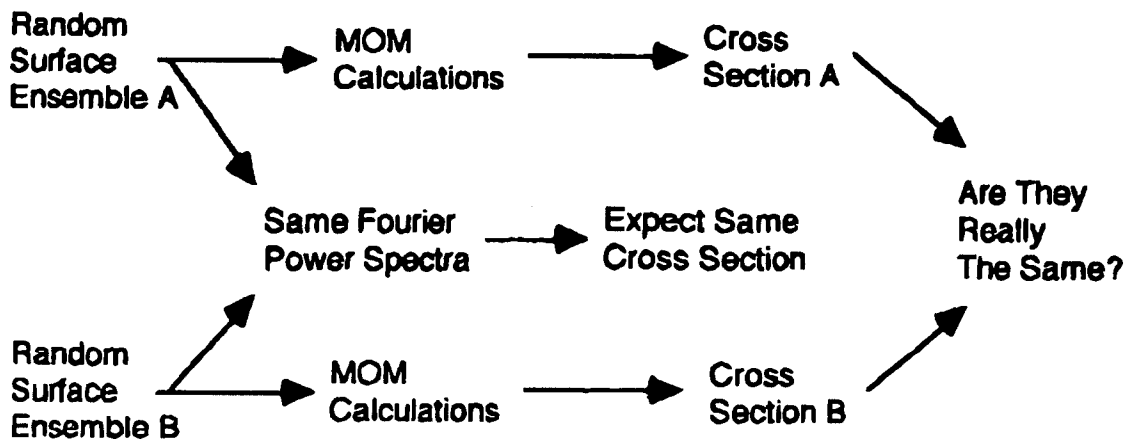 Random
Surface
Ensemble A
MOM
Calculations
Cross
Section A
Same Fourier
Power Spectra
Expect Same
Cross Section
Are They
Really
The Same?
Random
Surface
Ensemble B
MOM
Calculations
Cross
Section B